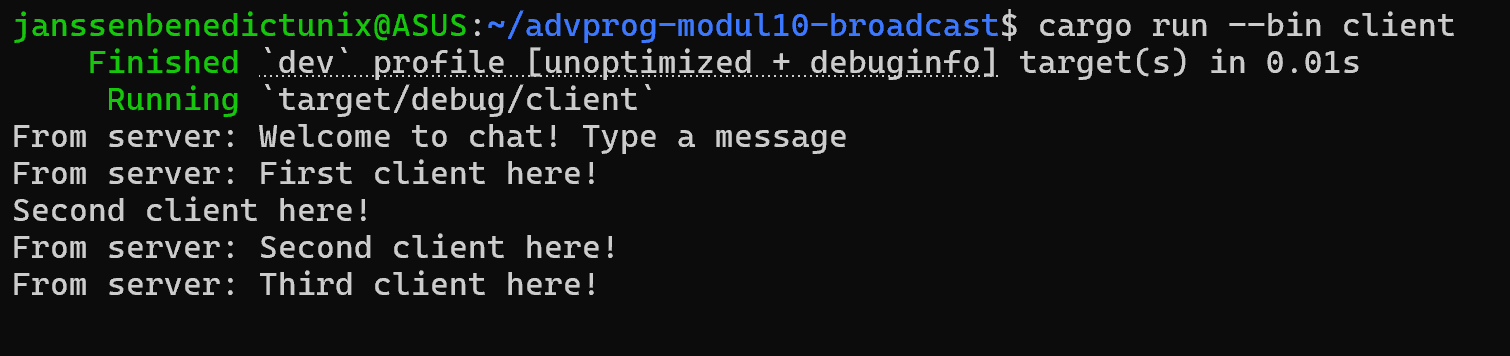 janssenbenedictunix@ASUS:~/advprog-modul10-broadcast$ cargo run --bin client
    Finished `dev` profile [unoptimized + debuginfo] target(s) in 0.01s
     Running `target/debug/client`
From server: Welcome to chat! Type a message
From server: First client here!
Second client here!
From server: Second client here!
From server: Third client here!